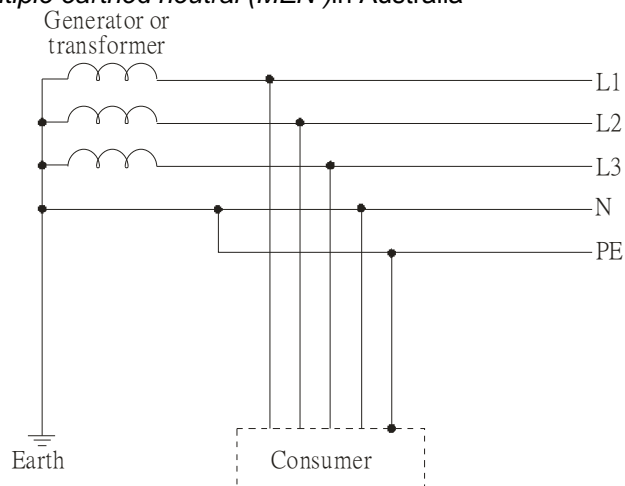 earthed neutral (MEN )in Australia
Generator or
transformer
L1
L2
L3
N
PE
Earth
Consumer